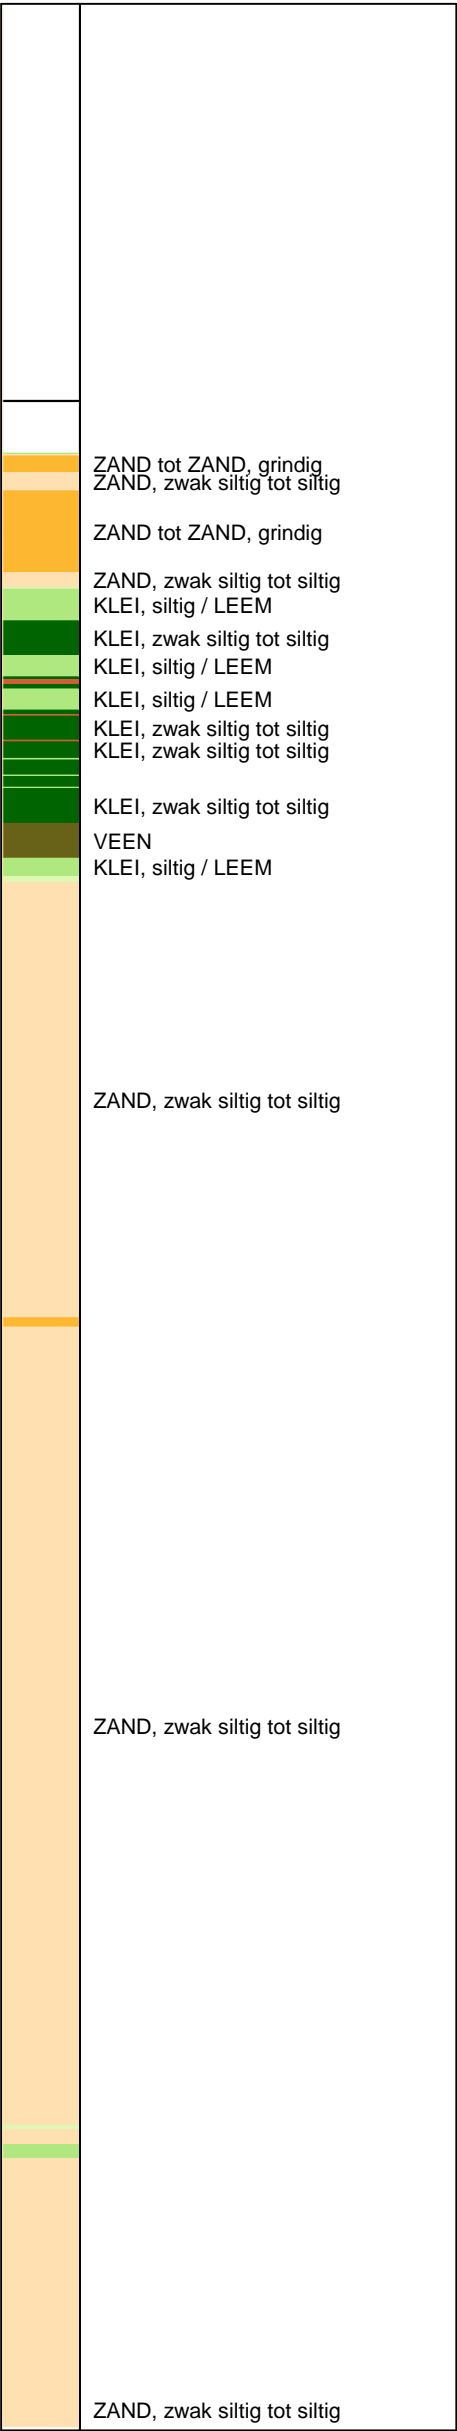 ZAND tot ZAND, grindig
ZAND, zwak siltig tot siltig
ZAND tot ZAND, grindig
ZAND, zwak siltig tot siltig
KLEI, siltig / LEEM
KLEI, zwak siltig tot siltig
KLEI, siltig / LEEM
KLEI, siltig / LEEM
KLEI, zwak siltig tot siltig
KLEI, zwak siltig tot siltig
KLEI, zwak siltig tot siltig
VEEN
KLEI, siltig / LEEM
ZAND, zwak siltig tot siltig
ZAND, zwak siltig tot siltig
ZAND, zwak siltig tot siltig